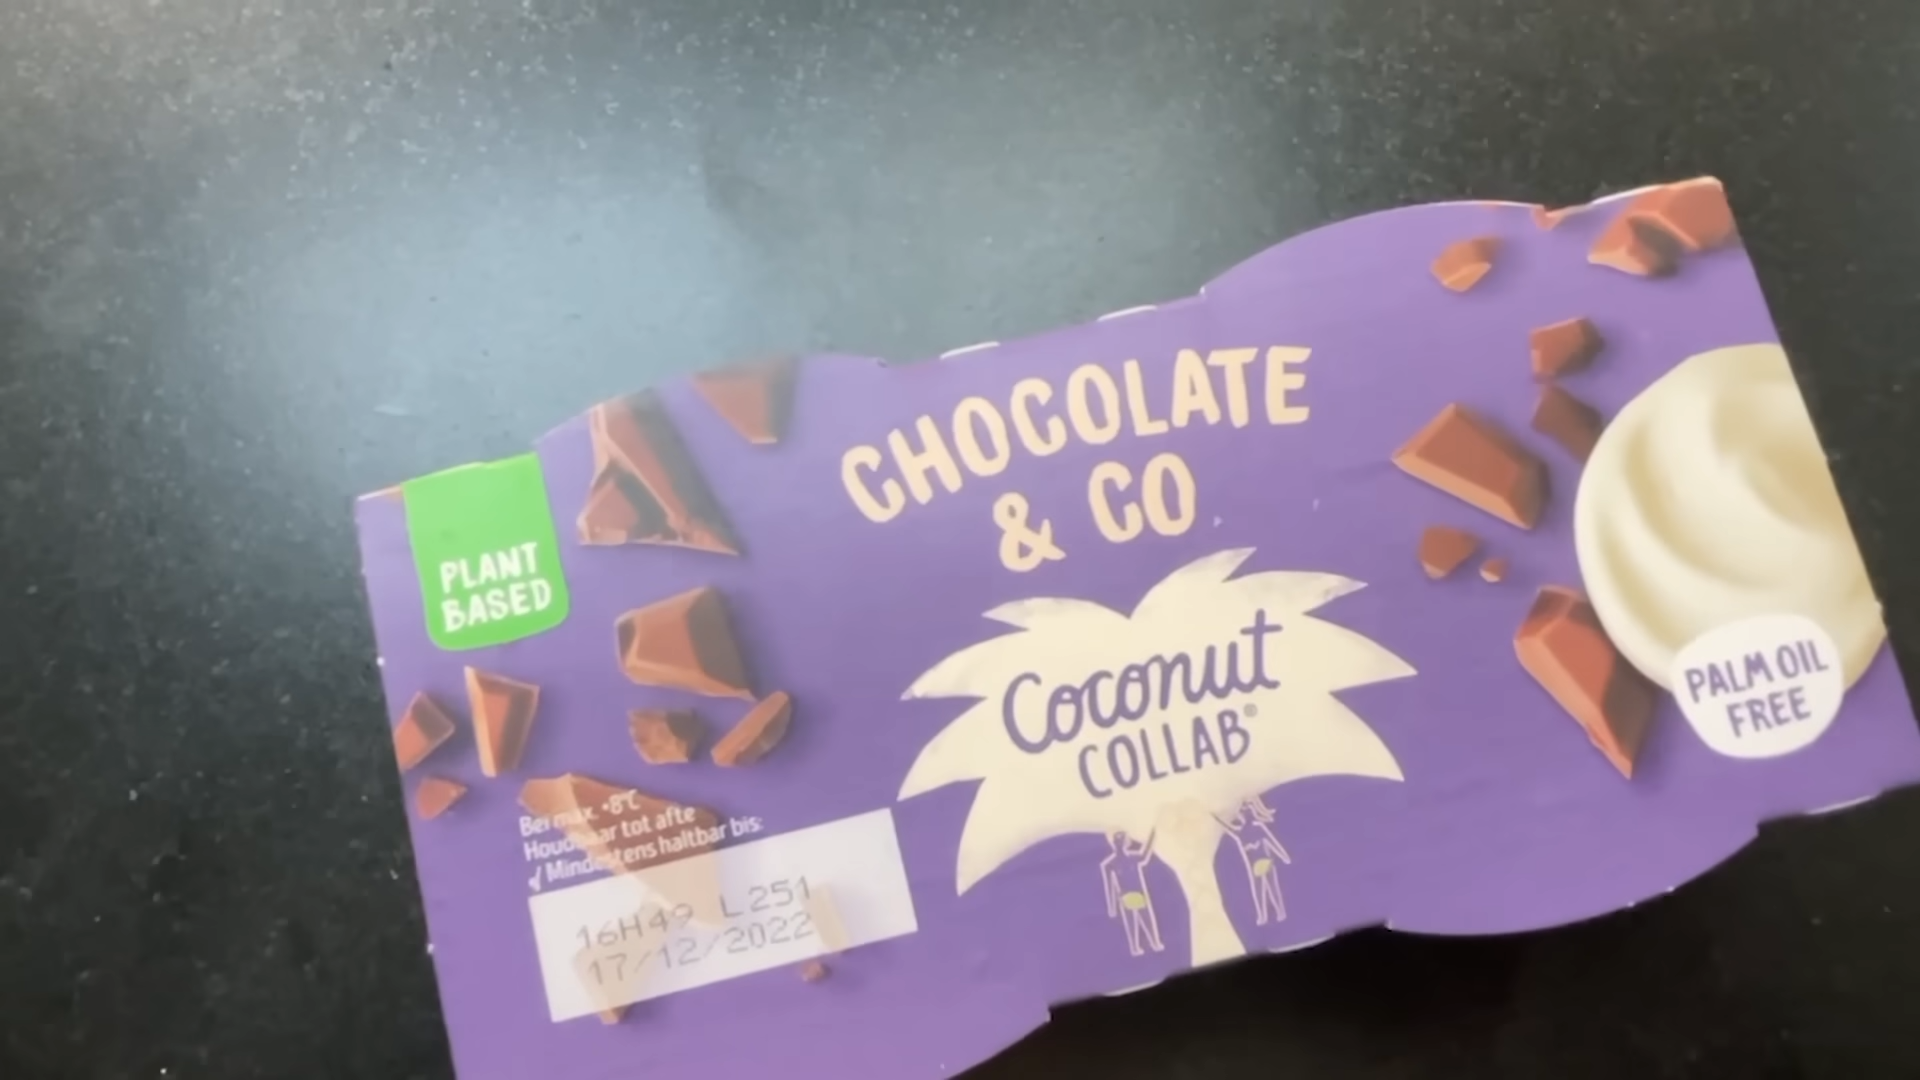 CHOCOLATE
& CO
PLANT
BASED
Coconut
COLLAB®
PALM OIL
FREE
Bei max. +8°C
Houdbaar tot
Mindestens haltbar bis:
16H49 L251
17/12/2022